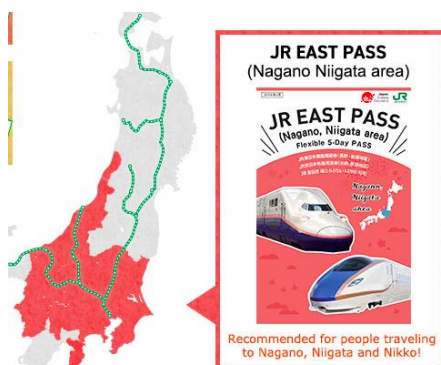 JR EAST PASS
(Nagano Niigata area)
JR
JR EAST PASS
(Nagano, Niigata area)
Flexible 5-Day PASS
Nagano,
Niigata
area
Recommended for people traveling
to Nagano, Niigata and Nikko!